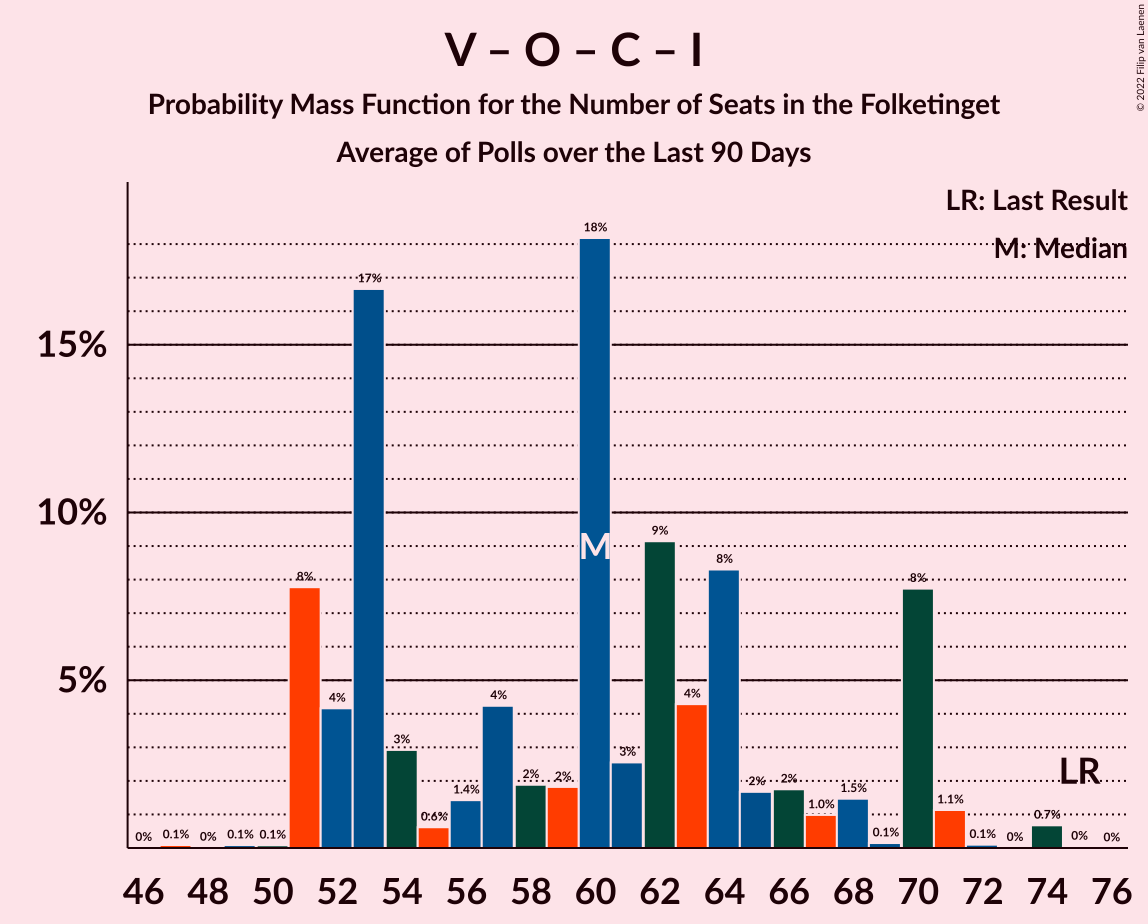 V – O – C – I
Probability Mass Function for the Number of Seats in the Folketinget
Average of Polls over the Last 90 Days
© 2022 Filip van Laenen
LR: Last Result
M: Median
15%
10%
5%
0% 0.1% 0% 0.1% 0.1% 8% 4% 17% 3% 0.6% 1.4% 4% 2% 2% 18% 3% 9% 4% 8% 2% 2% 1.0% 1.5% 0.1% 8% 1.1% 0.1% 0% 0.7% 0% 0%
M
LR
46 48 50 52 54 56 58 60 62 64 66 68 70 72 74 76